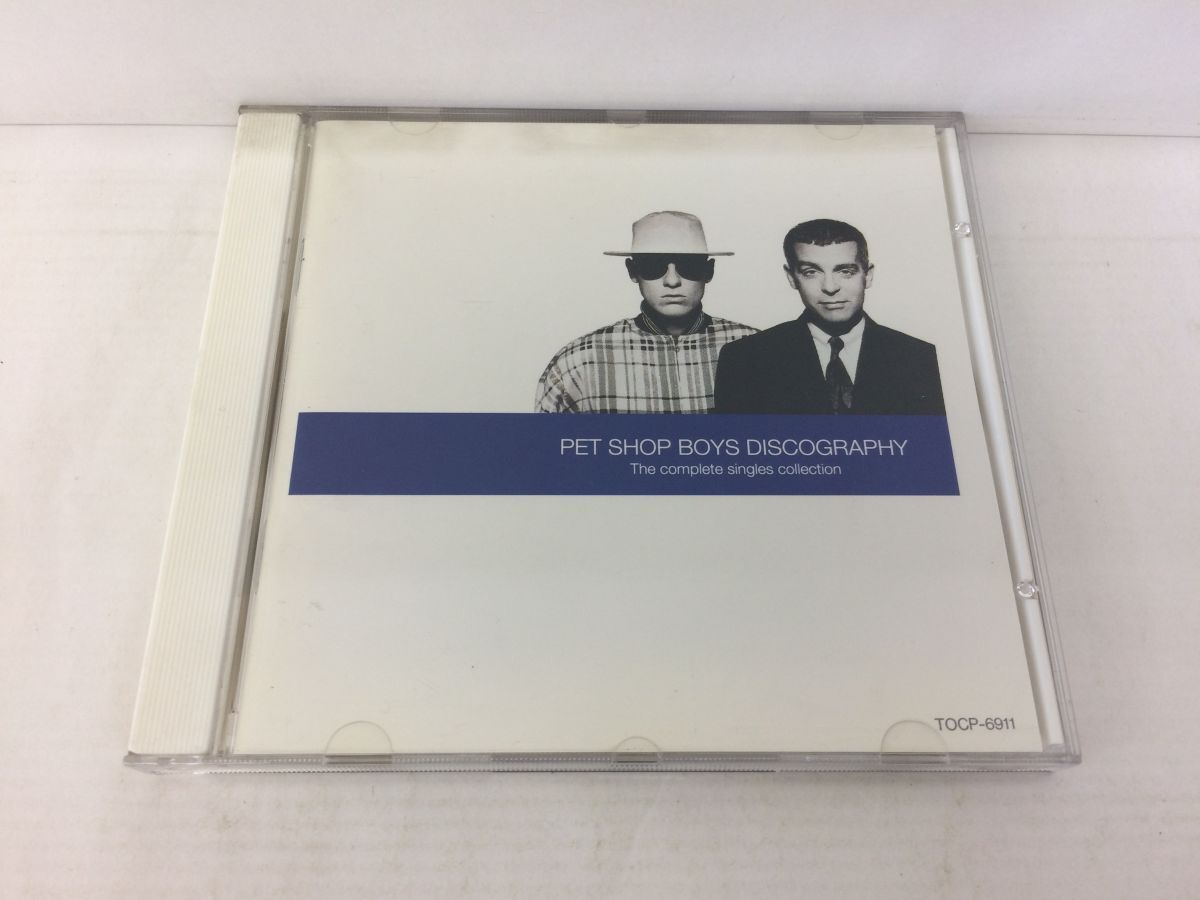 PET SHOP BOYS DISCOGRAPHY
The complete singles collection
TOCP-6911